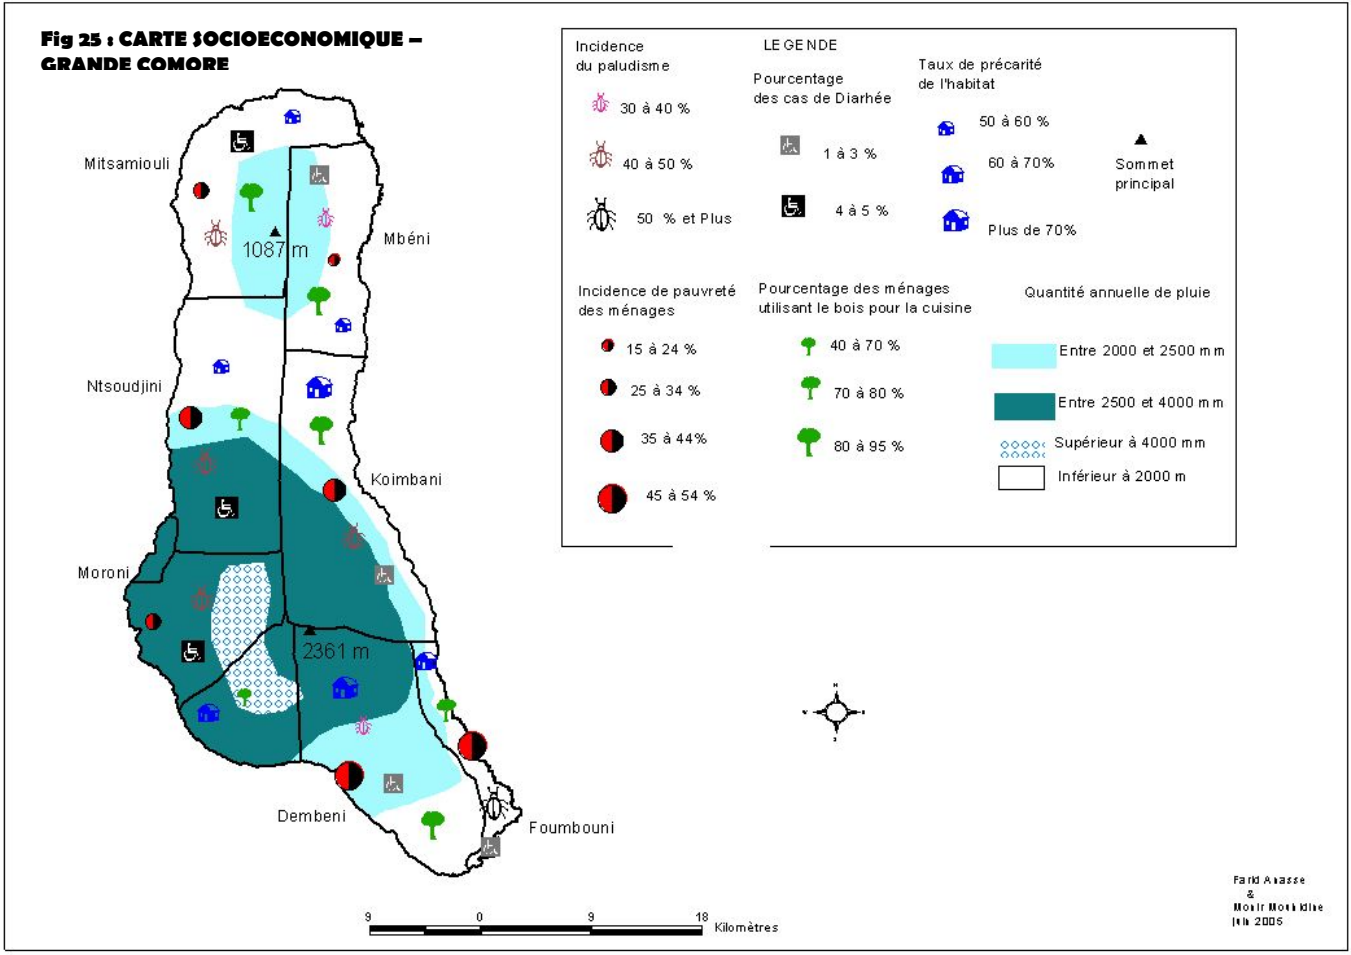 Fig 25 : CARTE SOCIOECONOMIQUE –
GRANDE COMORE
Mitsamiouli
1087 m
Mbéni
Ntsoudjini
Koimbani
Moroni
2361 m
Dembeni
Foumbouni
LEGENDE
Incidence
du paludisme
30 à 40 %
40 à 50 %
50 % et Plus
Pourcentage
des cas de Diarhée
1 à 3 %
4 à 5 %
Taux de précarité
de l'habitat
50 à 60 %
60 à 70%
Plus de 70%
Sommet
principal
Incidence de pauvreté
des ménages
15 à 24 %
25 à 34 %
35 à 44%
45 à 54 %
Pourcentage des ménages
utilisant le bois pour la cuisine
40 à 70 %
70 à 80 %
80 à 95 %
Quantité annuelle de pluie
Entre 2000 et 2500 mm
Entre 2500 et 4000 mm
Supérieur à 4000 mm
Inférieur à 2000 m
9 0 9 18
Kilomètres
Farid Anasse
&
juin 2005